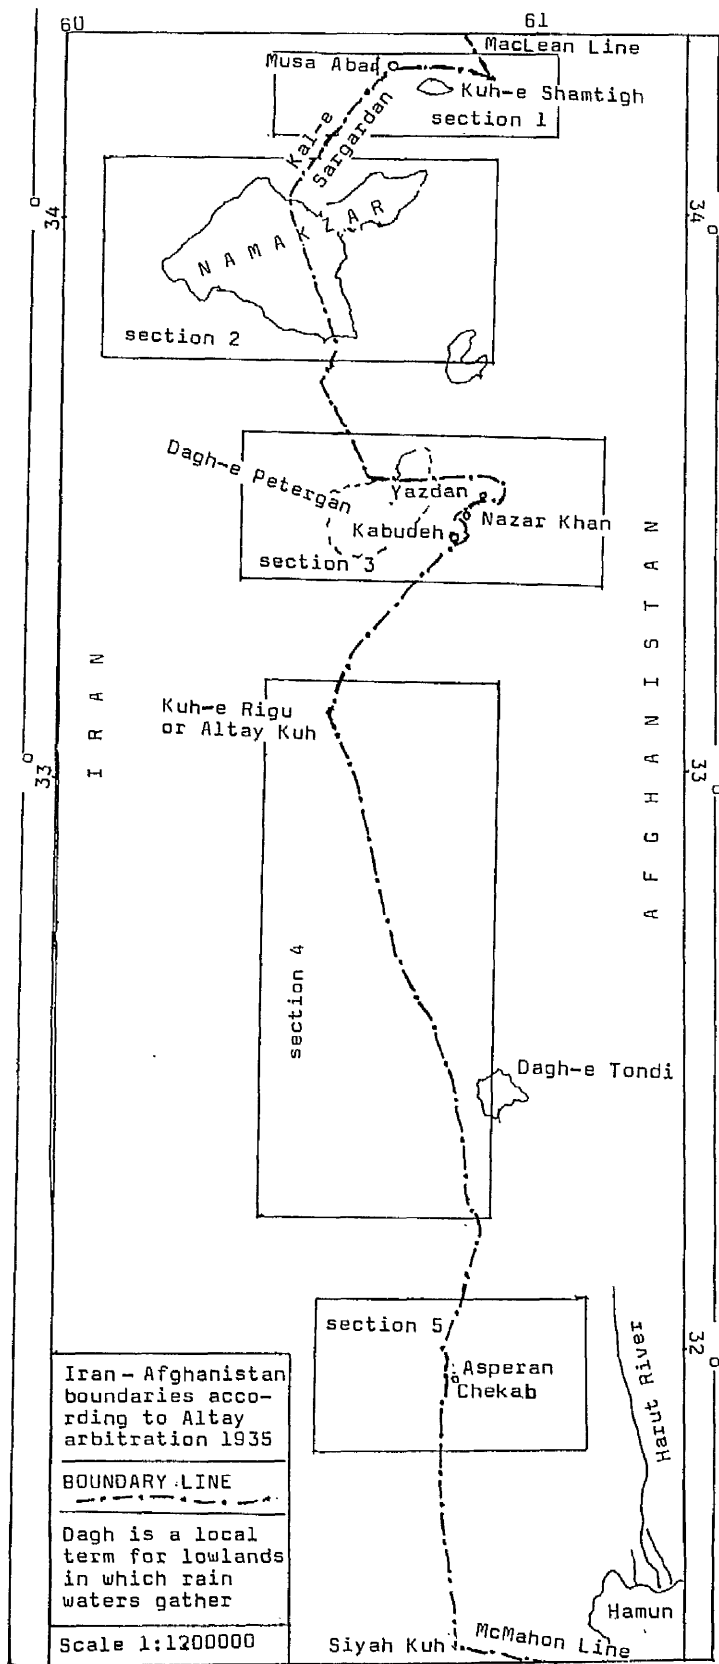 60
61
MacLean Line
Musa Abad
Kuh-e Shamtigh
section 1
Kal-e
Sargardan
34
34
NAMAKZAR
section 2
Dagh-e Petergan
Yazdan
Nazar Khan
Kabudeh
section 3
IRAN
AFGHANISTAN
Kuh-e Rigu
or Altay Kuh
33
33
section 4
Dagh-e Tondi
section 5
32
Asperan
Chekab
Harut River
Iran-Afghanistan
boundaries acco-
rding to Altay
arbitration 1935
BOUNDARY LINE
Dagh is a local
term for lowlands
in which rain
waters gather
Scale 1:1200000
Hamun
Siyah Kuh
McMahon Line